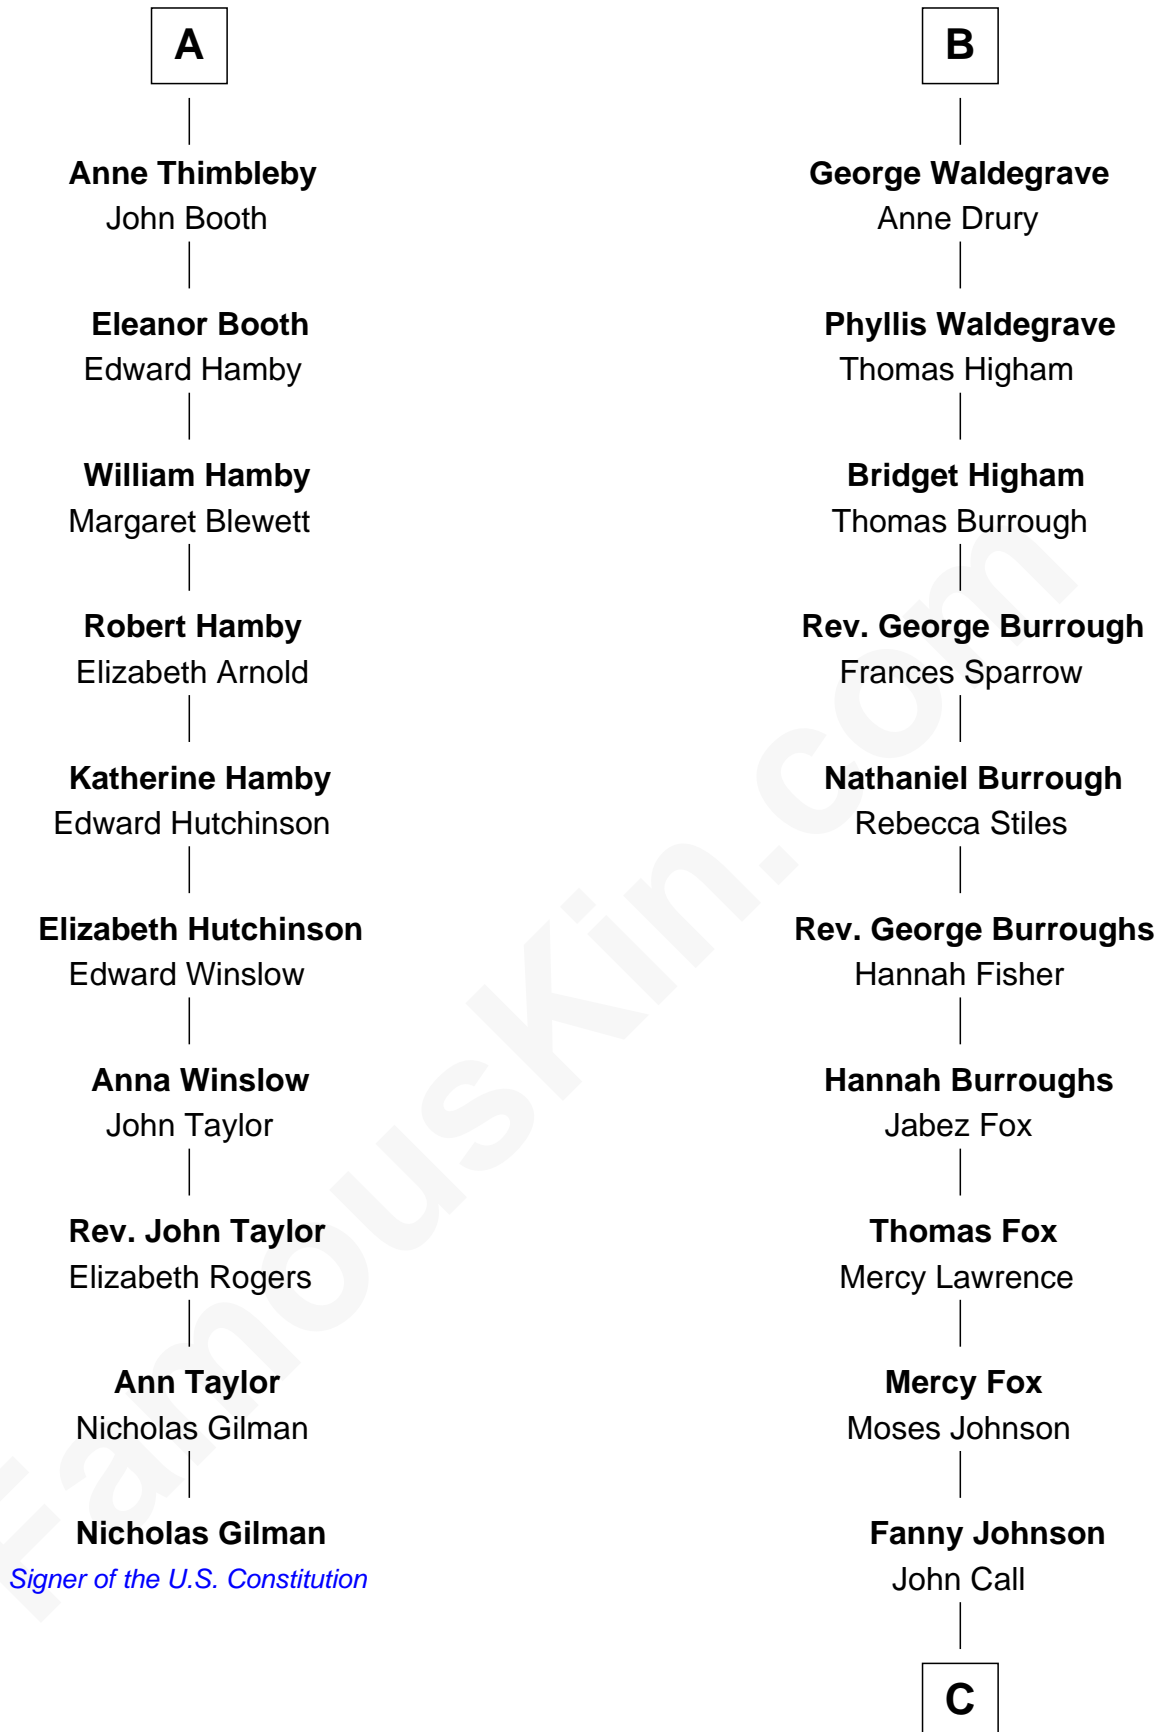 A
Anne Thimbleby
John Booth
Eleanor Booth
Edward Hamby
William Hamby
Margaret Blewett
Robert Hamby
Elizabeth Arnold
Katherine Hamby
Edward Hutchinson
Elizabeth Hutchinson
Edward Winslow
Anna Winslow
John Taylor
Rev. John Taylor
Elizabeth Rogers
Ann Taylor
Nicholas Gilman
Nicholas Gilman
Signer of the U.S. Constitution
B
George Waldegrave
Anne Drury
Phyllis Waldegrave
Thomas Higham
Bridget Higham
Thomas Burrough
Rev. George Burrough
Frances Sparrow
Nathaniel Burrough
Rebecca Stiles
Rev. George Burroughs
Hannah Fisher
Hannah Burroughs
Jabez Fox
Thomas Fox
Mercy Lawrence
Mercy Fox
Moses Johnson
Fanny Johnson
John Call
C
FamousKin.com